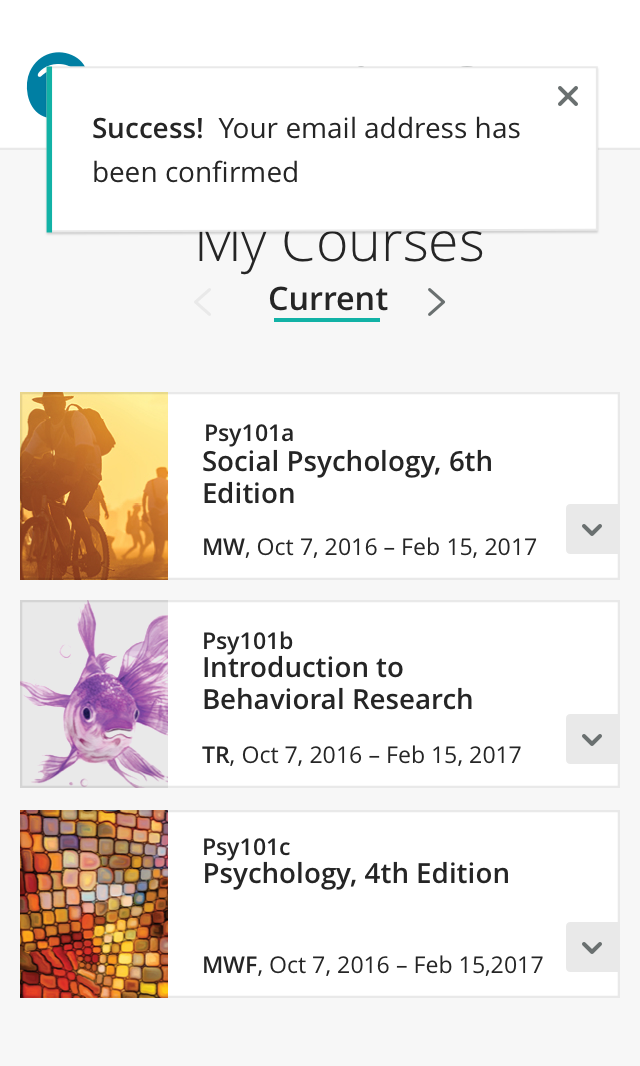 Success! Your email address has
been confirmed
My Courses
Current
Psy101a
Social Psychology, 6th
Edition
MW, Oct 7, 2016 – Feb 15, 2017
Psy101b
Introduction to
Behavioral Research
TR, Oct 7, 2016 – Feb 15, 2017
Psy101c
Psychology, 4th Edition
MWF, Oct 7, 2016 – Feb 15,2017